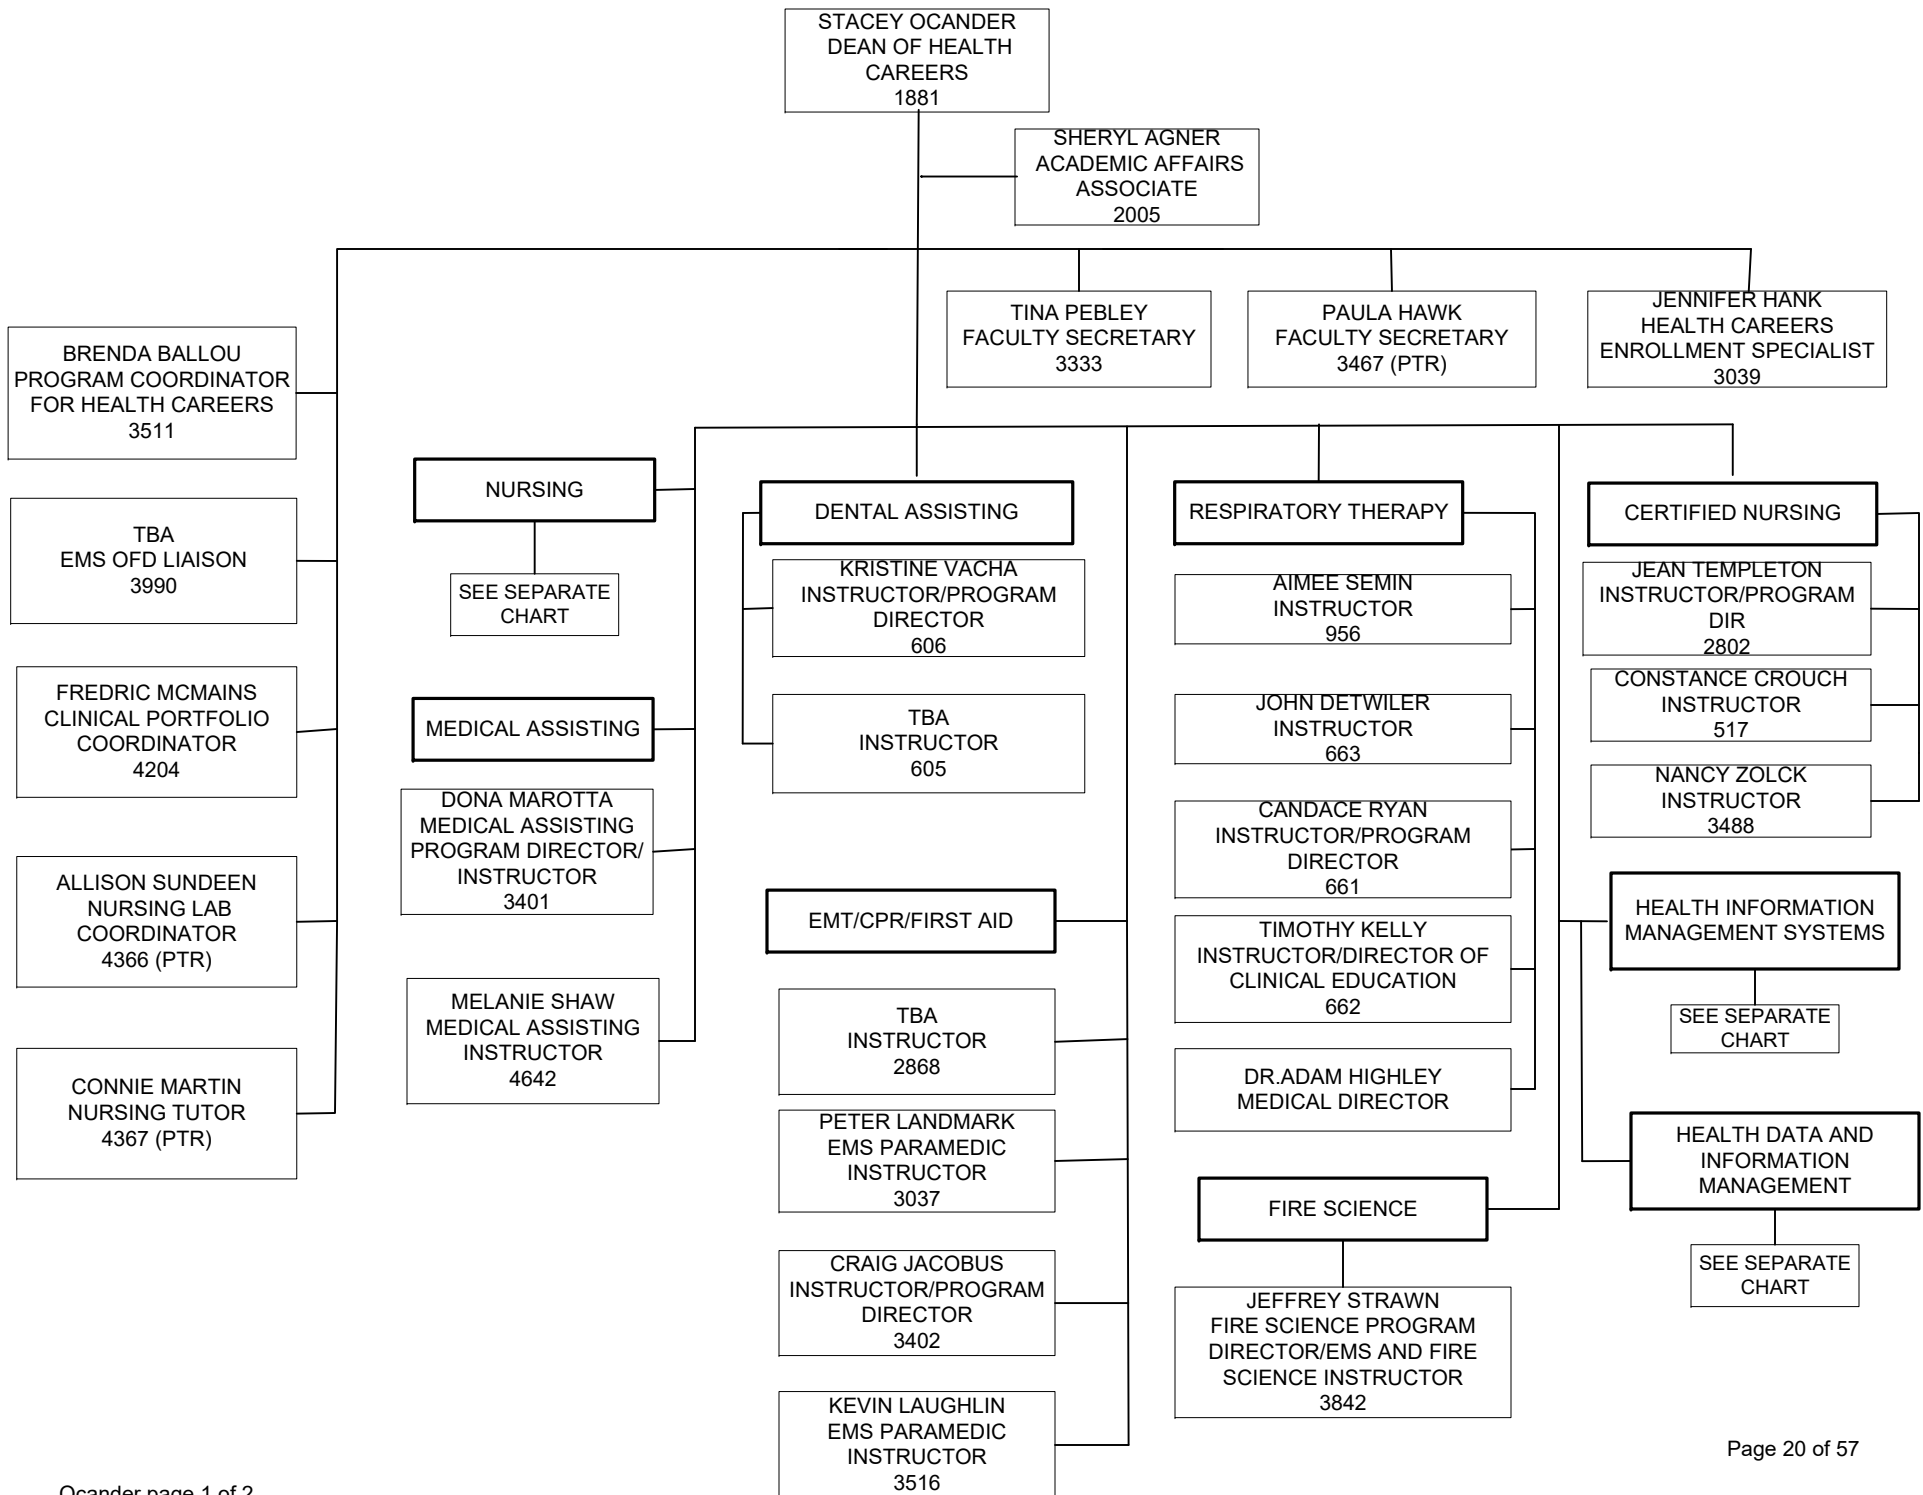 STACEY OCANDER
DEAN OF HEALTH
CAREERS
1881
SHERYL AGNER
ACADEMIC AFFAIRS
ASSOCIATE
2005
TINA PEBLEY
FACULTY SECRETARY
3333
PAULA HAWK
FACULTY SECRETARY
3467 (PTR)
JENNIFER HANK
HEALTH CAREERS
ENROLLMENT SPECIALIST
3039
BRENDA BALLOU
PROGRAM COORDINATOR
FOR HEALTH CAREERS
3511
TBA
EMS OFD LIAISON
3990
FREDRIC MCMAINS
CLINICAL PORTFOLIO
COORDINATOR
4204
ALLISON SUNDEEN
NURSING LAB
COORDINATOR
4366 (PTR)
CONNIE MARTIN
NURSING TUTOR
4367 (PTR)
NURSING
SEE SEPARATE
CHART
MEDICAL ASSISTING
DONA MAROTTA
MEDICAL ASSISTING
PROGRAM DIRECTOR/
INSTRUCTOR
3401
MELANIE SHAW
MEDICAL ASSISTING
INSTRUCTOR
4642
DENTAL ASSISTING
KRISTINE VACHA
INSTRUCTOR/PROGRAM
DIRECTOR
606
TBA
INSTRUCTOR
605
EMT/CPR/FIRST AID
TBA
INSTRUCTOR
2868
PETER LANDMARK
EMS PARAMEDIC
INSTRUCTOR
3037
CRAIG JACOBUS
INSTRUCTOR/PROGRAM
DIRECTOR
3402
KEVIN LAUGHLIN
EMS PARAMEDIC
INSTRUCTOR
3516
RESPIRATORY THERAPY
AIMEE SEMIN
INSTRUCTOR
956
JOHN DETWILER
INSTRUCTOR
663
CANDACE RYAN
INSTRUCTOR/PROGRAM
DIRECTOR
661
TIMOTHY KELLY
INSTRUCTOR/DIRECTOR OF
CLINICAL EDUCATION
662
DR.ADAM HIGHLEY
MEDICAL DIRECTOR
FIRE SCIENCE
JEFFREY STRAWN
FIRE SCIENCE PROGRAM
DIRECTOR/EMS AND FIRE
SCIENCE INSTRUCTOR
3842
CERTIFIED NURSING
JEAN TEMPLETON
INSTRUCTOR/PROGRAM
DIR
2802
CONSTANCE CROUCH
INSTRUCTOR
517
NANCY ZOLCK
INSTRUCTOR
3488
HEALTH INFORMATION
MANAGEMENT SYSTEMS
SEE SEPARATE
CHART
HEALTH DATA AND
INFORMATION
MANAGEMENT
SEE SEPARATE
CHART
Page 20 of 57
Ocander page 1 of 2